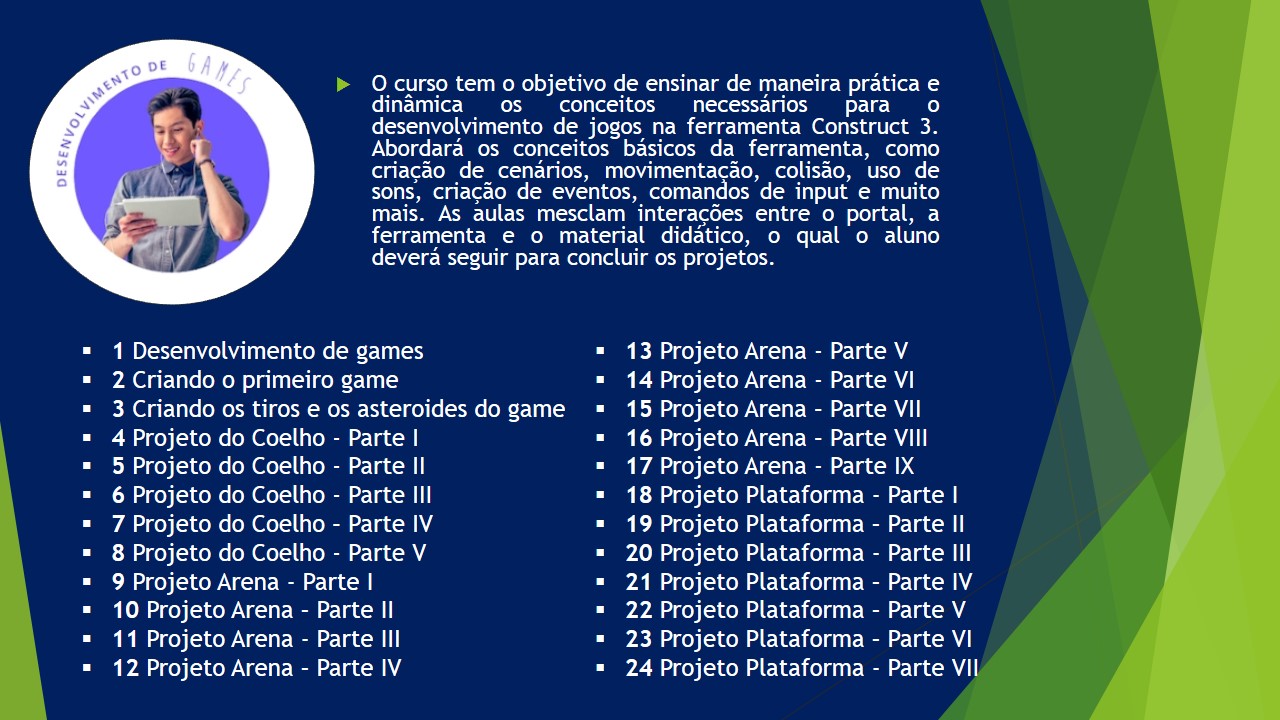 DESENVOLVIMENTO DE GAMES
O curso tem o objetivo de ensinar de maneira prática e
dinâmica os conceitos necessários para o
desenvolvimento de jogos na ferramenta Construct 3.
Abordará os conceitos básicos da ferramenta, como
criação de cenários, movimentação, colisão, uso de
sons, criação de eventos, comandos de input e muito
mais. As aulas mesclam interações entre o portal, a
ferramenta e o material didático, o qual o aluno
deverá seguir para concluir os projetos.
1 Desenvolvimento de games
2 Criando o primeiro game
3 Criando os tiros e os asteroides do game
4 Projeto do Coelho - Parte I
5 Projeto do Coelho - Parte II
6 Projeto do Coelho - Parte III
7 Projeto do Coelho – Parte IV
8 Projeto do Coelho - Parte V
9 Projeto Arena - Parte I
10 Projeto Arena – Parte II
11 Projeto Arena - Parte III
12 Projeto Arena – Parte IV
13 Projeto Arena - Parte V
14 Projeto Arena - Parte VI
15 Projeto Arena – Parte VII
16 Projeto Arena – Parte VIII
17 Projeto Arena - Parte IX
18 Projeto Plataforma - Parte I
19 Projeto Plataforma – Parte II
20 Projeto Plataforma – Parte III
21 Projeto Plataforma – Parte IV
22 Projeto Plataforma – Parte V
23 Projeto Plataforma – Parte VI
24 Projeto Plataforma - Parte VII